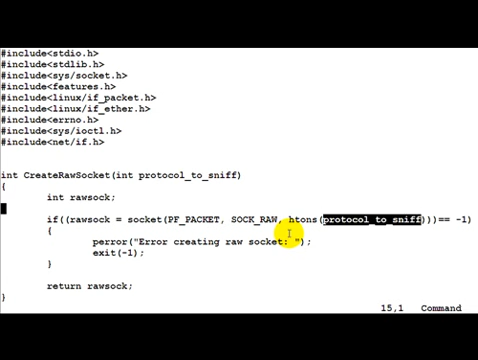 #include<stdio.h>
#include<stdlib.h>
#include<sys/socket.h>
#include<features.h>
#include<linux/if_packet.h>
#include<linux/if_ether.h>
#include<errno.h>
#include<sys/ioctl.h>
#include<net/if.h>
int CreateRawSocket(int protocol_to_sniff)
{
int rawsock;
if((rawsock = socket(PF_PACKET, SOCK_RAW, htons(protocol_to_sniff)))== -1)
{
perror("Error creating raw socket: ");
exit(-1);
}
return rawsock;
}
15,1 Command